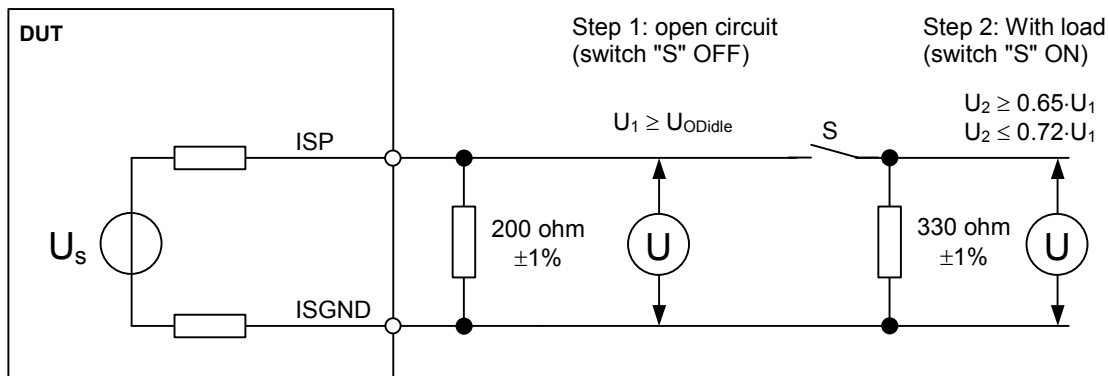 DUT
Step 1: open circuit
(switch "S" OFF)
Step 2: With load
(switch "S" ON)
U₁ ≥ U_ODidle
S
U₂ ≥ 0.65·U₁
U₂ ≤ 0.72·U₁
ISP
Uₛ
200 ohm
±1%
U
330 ohm
±1%
U
ISGND